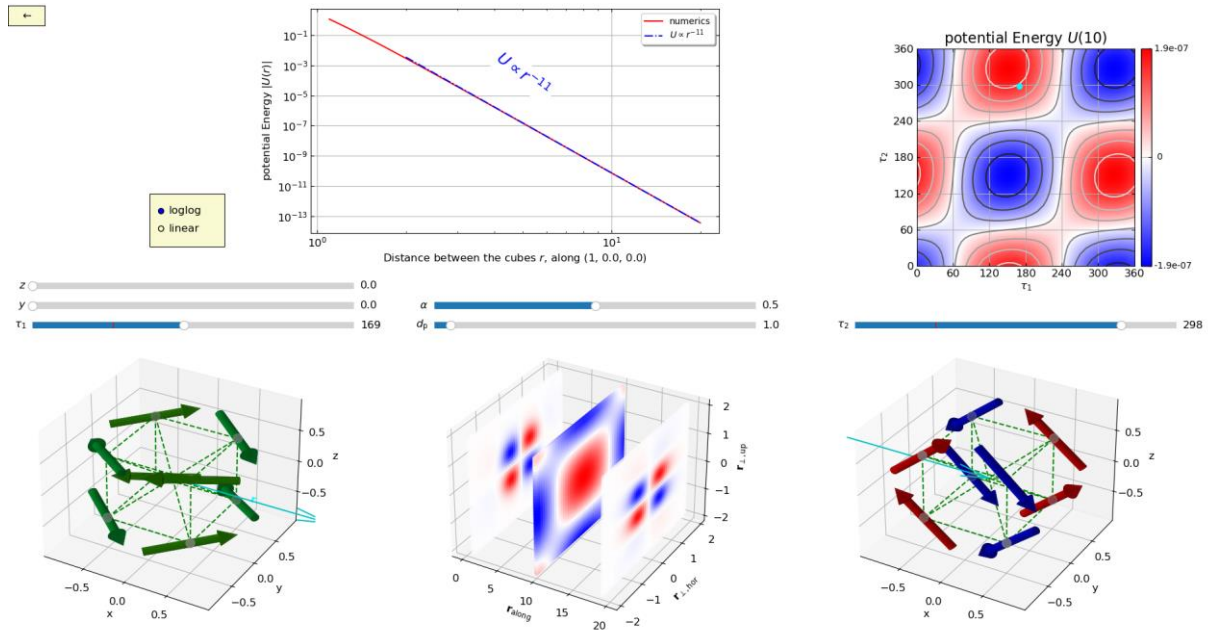 ←
numerics
U ∝ r⁻¹¹
U ∝ r⁻¹¹
potential Energy |U(r)|
10⁻¹
10⁻³
10⁻⁵
10⁻⁷
10⁻⁹
10⁻¹¹
10⁻¹³
10⁰
10¹
Distance between the cubes r, along (1, 0.0, 0.0)
loglog
linear
potential Energy U(10)
360
300
240
180
120
60
0
τ₂
0 60 120 180 240 300 360
τ₁
1.9e-07
0
-1.9e-07
z 0.0
y 0.0
τ₁ 169
α 0.5
dₚ 1.0
τ₂ 298
0.5
0.0
−0.5
z
−0.5
0.0
0.5
x
−0.5
0.0
0.5
y
2
1
0
−1
−2
r⊥,up
0
5
10
15
20
r along
−2
−1
0
1
2
r⊥,hor
0.5
0.0
−0.5
z
−0.5
0.0
0.5
x
−0.5
0.0
0.5
y